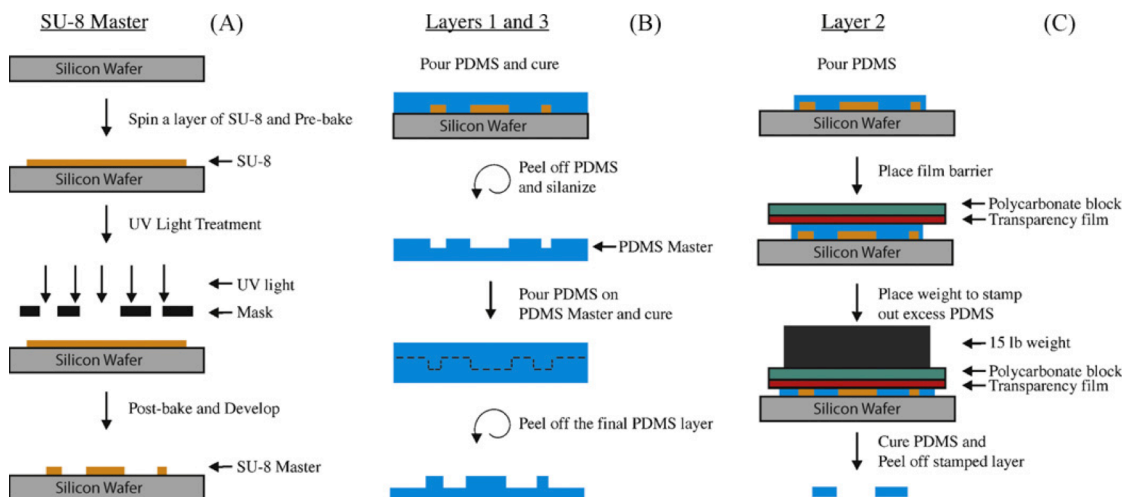 SU-8 Master
(A)
Silicon Wafer
Spin a layer of SU-8 and Pre-bake
SU-8
Silicon Wafer
UV Light Treatment
UV light
Mask
Silicon Wafer
Post-bake and Develop
SU-8 Master
Silicon Wafer
Layers 1 and 3
(B)
Pour PDMS and cure
Silicon Wafer
Peel off PDMS
and silanize
PDMS Master
Pour PDMS on
PDMS Master and cure
Peel off the final PDMS layer
Layer 2
(C)
Pour PDMS
Silicon Wafer
Place film barrier
Polycarbonate block
Transparency film
Silicon Wafer
Place weight to stamp
out excess PDMS
15 lb weight
Polycarbonate block
Transparency film
Silicon Wafer
Cure PDMS and
Peel off stamped layer